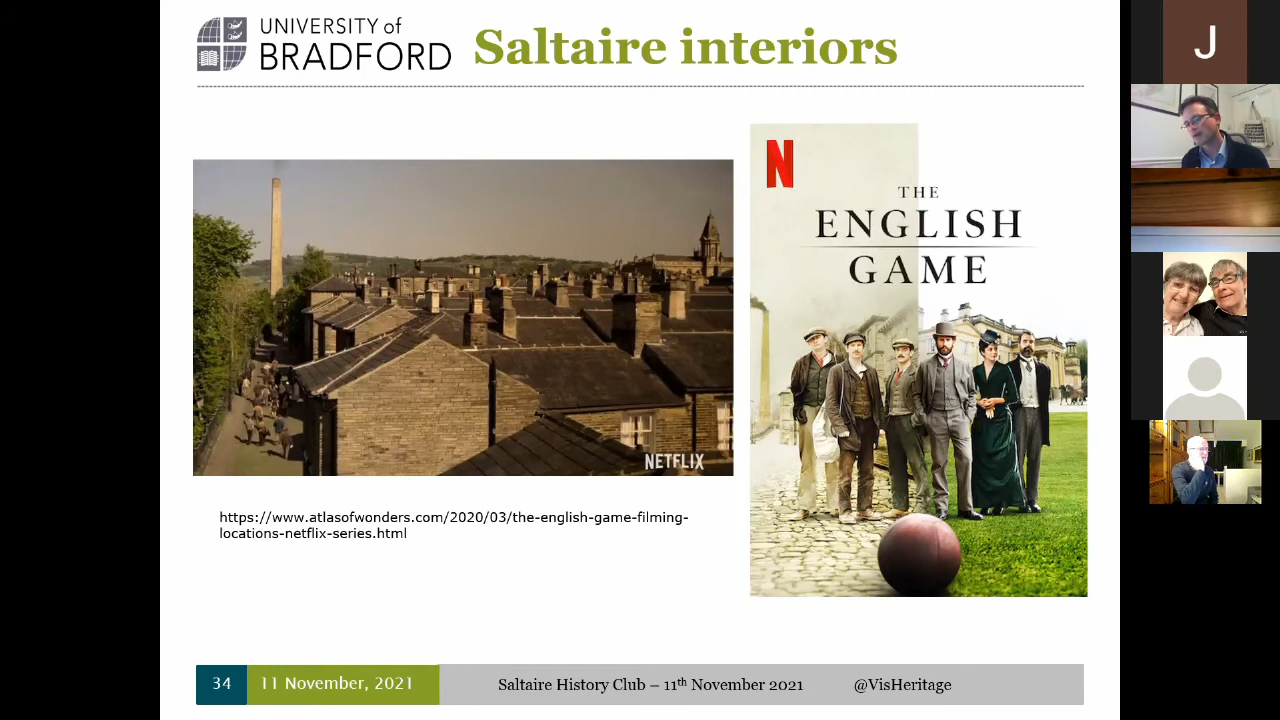 UNIVERSITY of
BRADFORD
Saltaire interiors
NETFLIX
N
THE
ENGLISH
GAME
https://www.atlasofwonders.com/2020/03/the-english-game-filming-
locations-netflix-series.html
34
11 November, 2021
Saltaire History Club – 11th November 2021
@VisHeritage
J